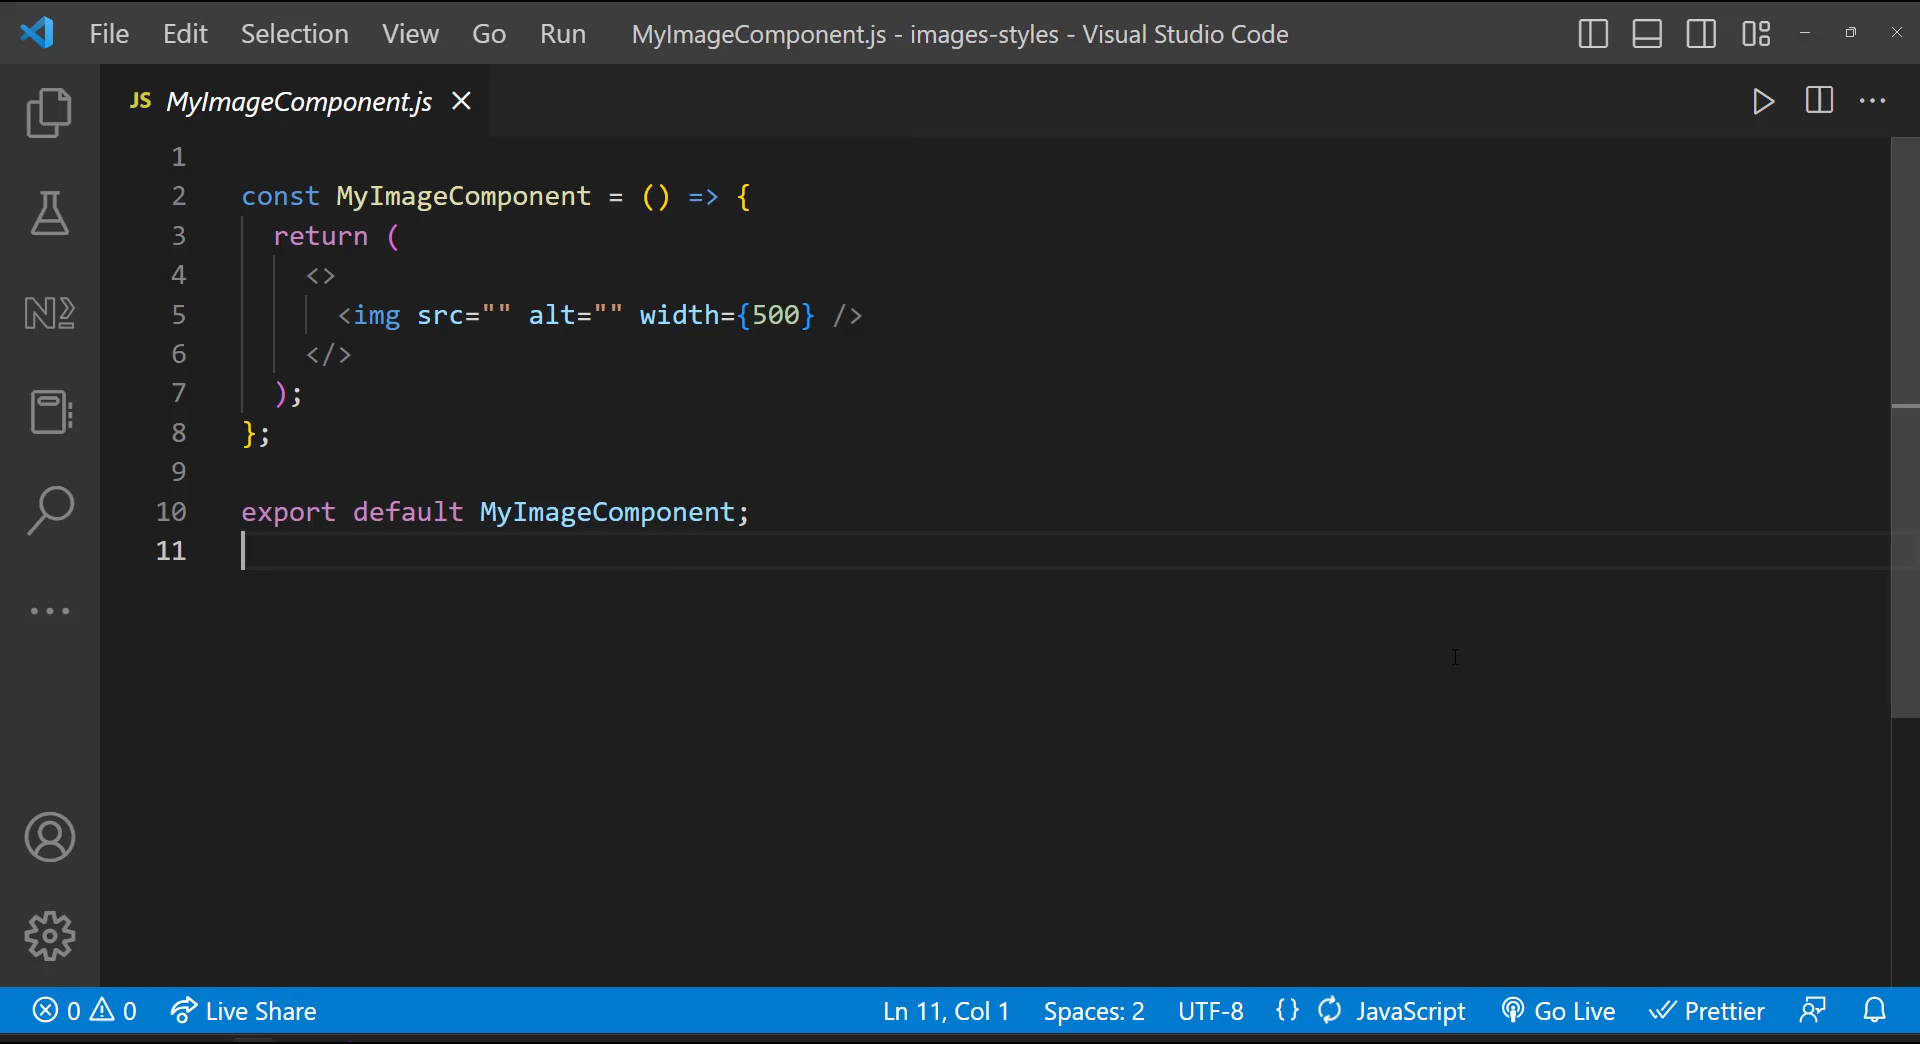 File Edit Selection View Go Run MyImageComponent.js - images-styles - Visual Studio Code
JS MyImageComponent.js
1
2 const MyImageComponent = () => {
3 return (
4 <>
5 <img src="" alt="" width={500} />
6 </>
7 );
8 };
9
10 export default MyImageComponent;
11
0 0 Live Share Ln 11, Col 1 Spaces: 2 UTF-8 {} JavaScript Go Live Prettier